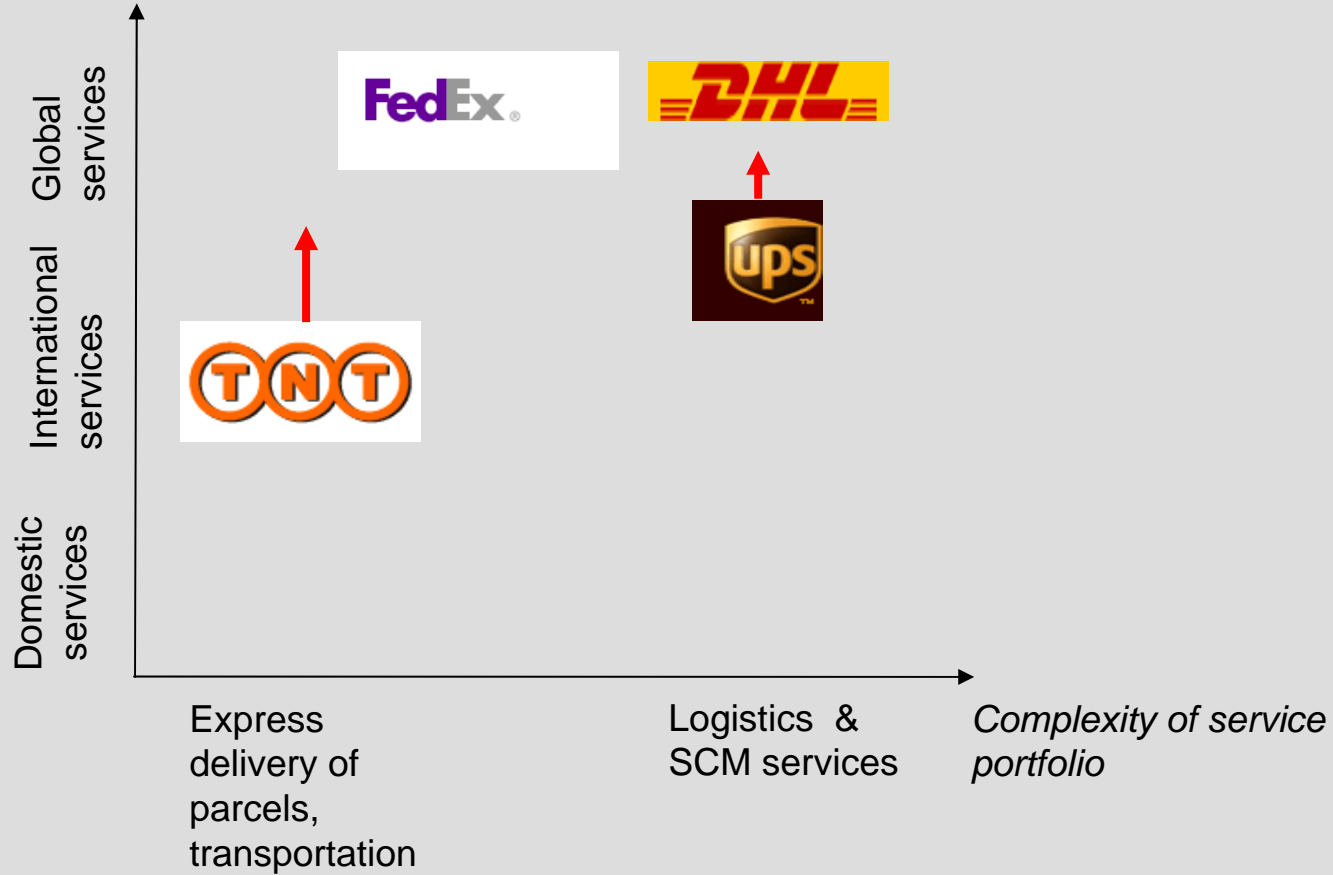 Global
services
FedEx®
DHL
International
services
ups
™
TNT
Domestic
services
Express
delivery of
parcels,
transportation
Logistics &
SCM services
Complexity of service
portfolio